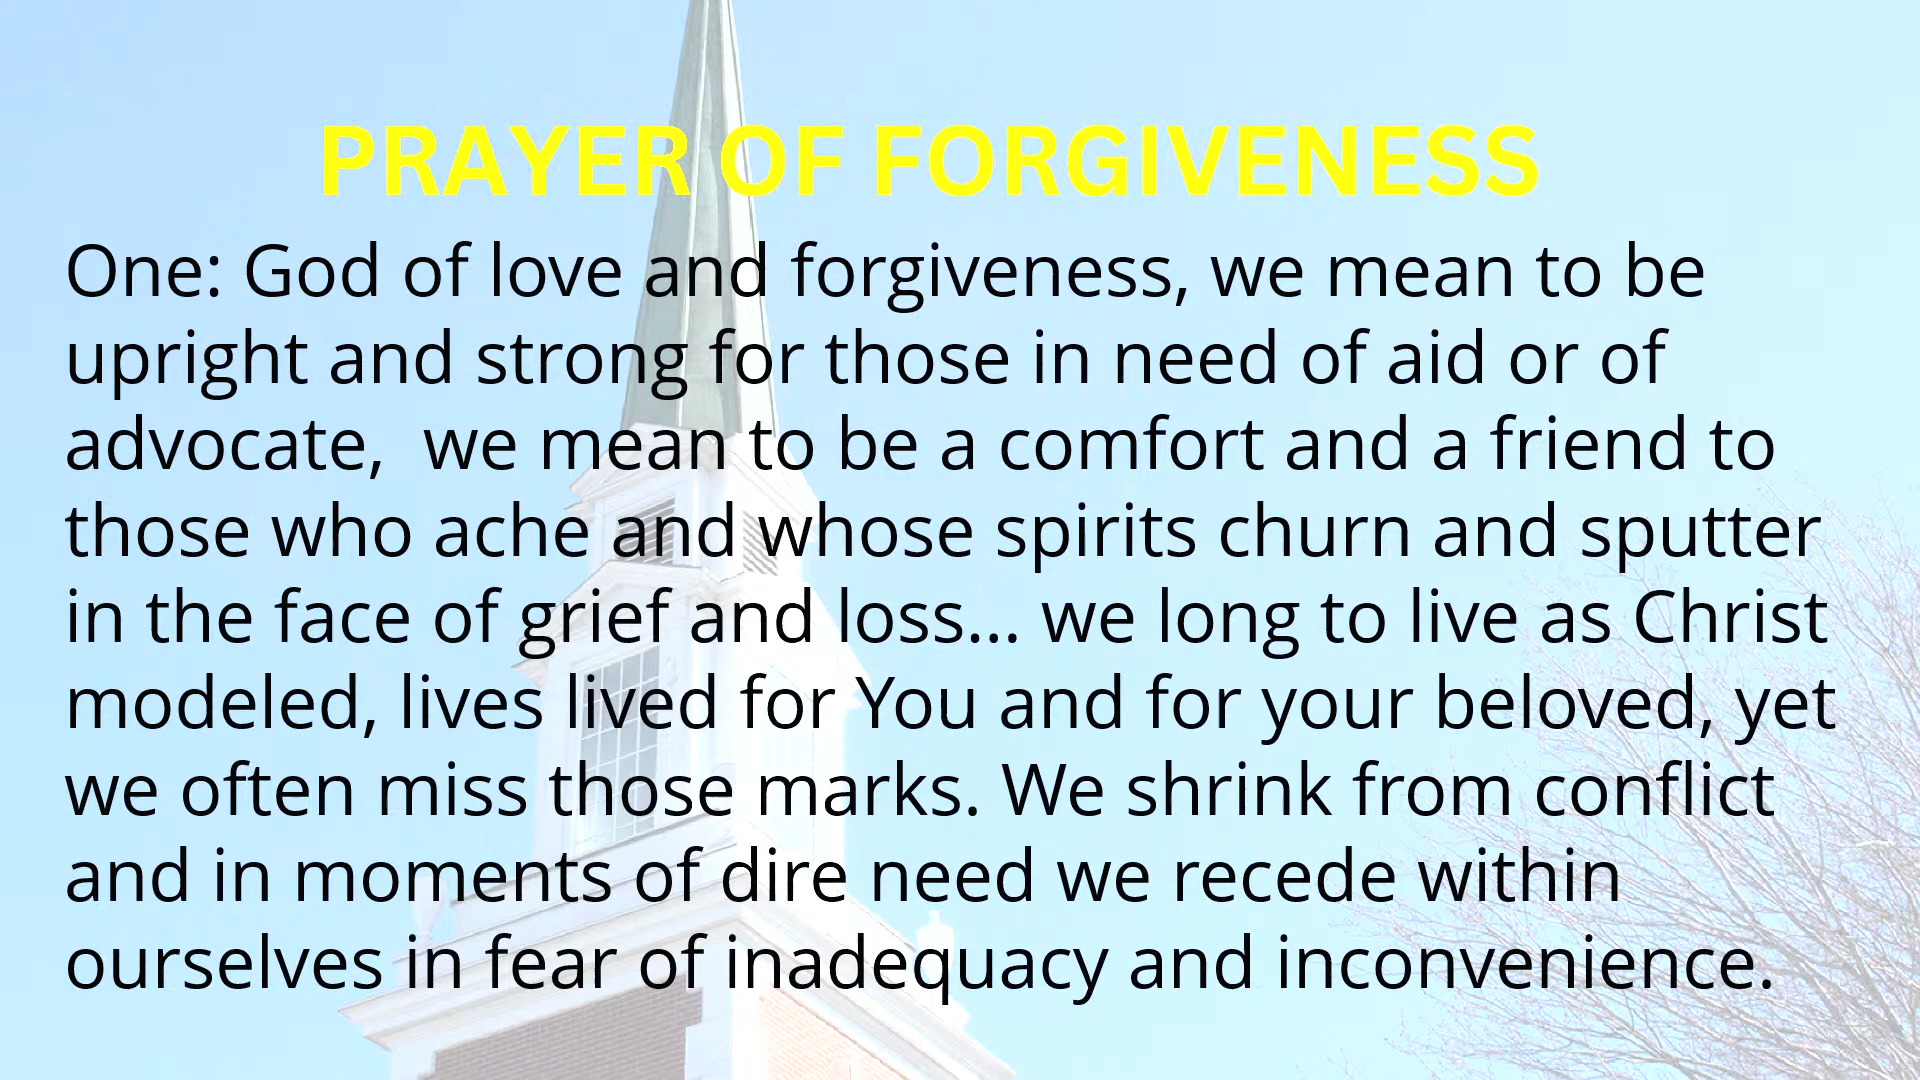 PRAYER OF FORGIVENESS
One: God of love and forgiveness, we mean to be
upright and strong for those in need of aid or of
advocate,  we mean to be a comfort and a friend to
those who ache and whose spirits churn and sputter
in the face of grief and loss... we long to live as Christ
modeled, lives lived for You and for your beloved, yet
we often miss those marks. We shrink from conflict
and in moments of dire need we recede within
ourselves in fear of inadequacy and inconvenience.